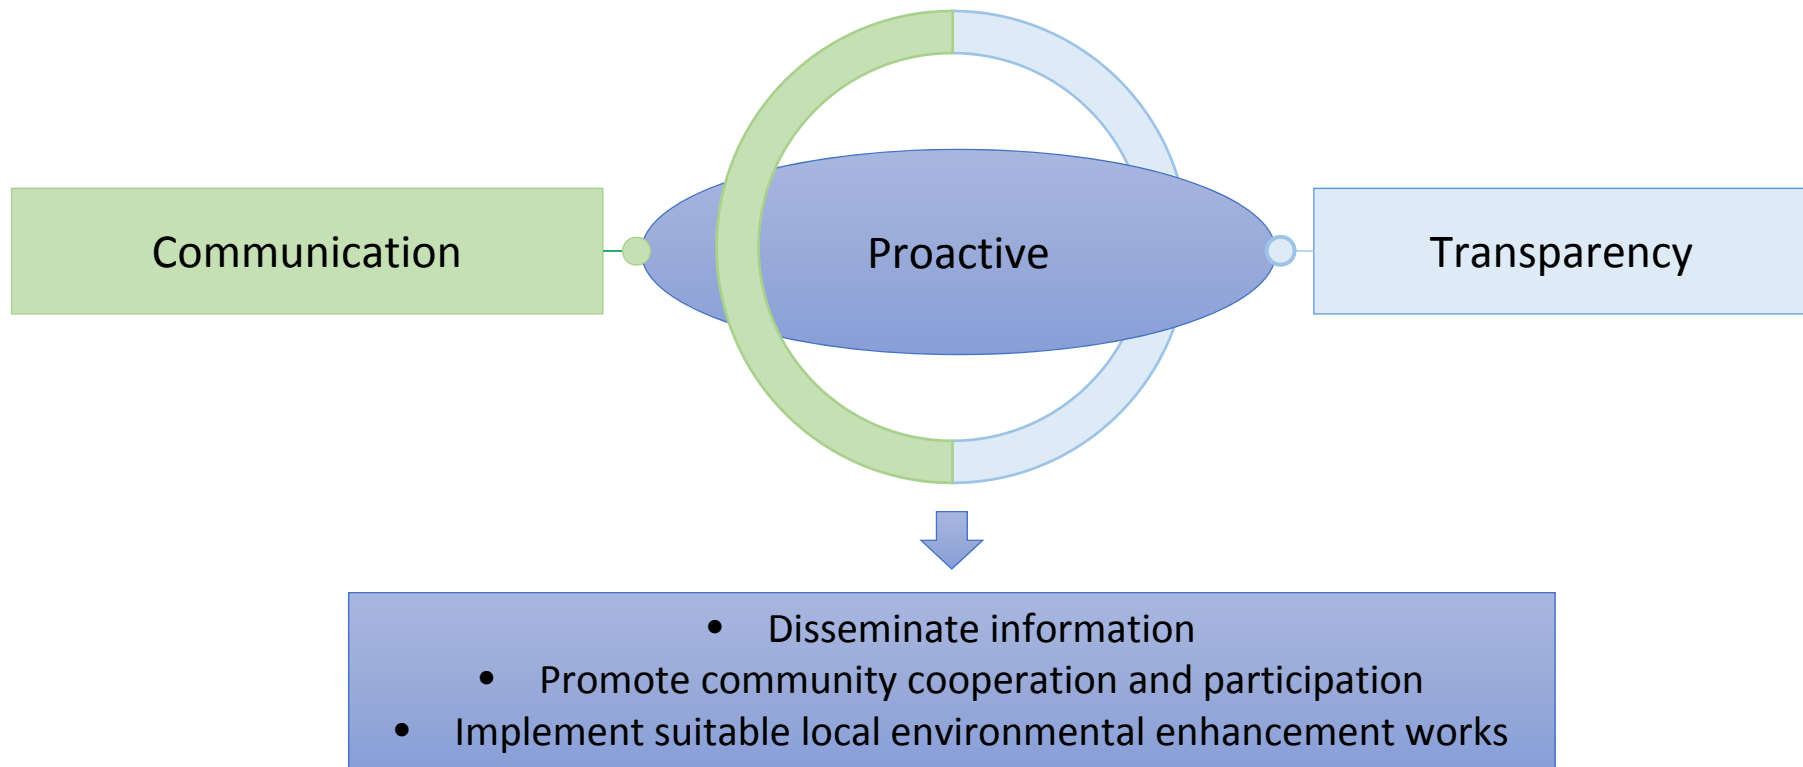 Communication
Proactive
Transparency
• Disseminate information
• Promote community cooperation and participation
• Implement suitable local environmental enhancement works